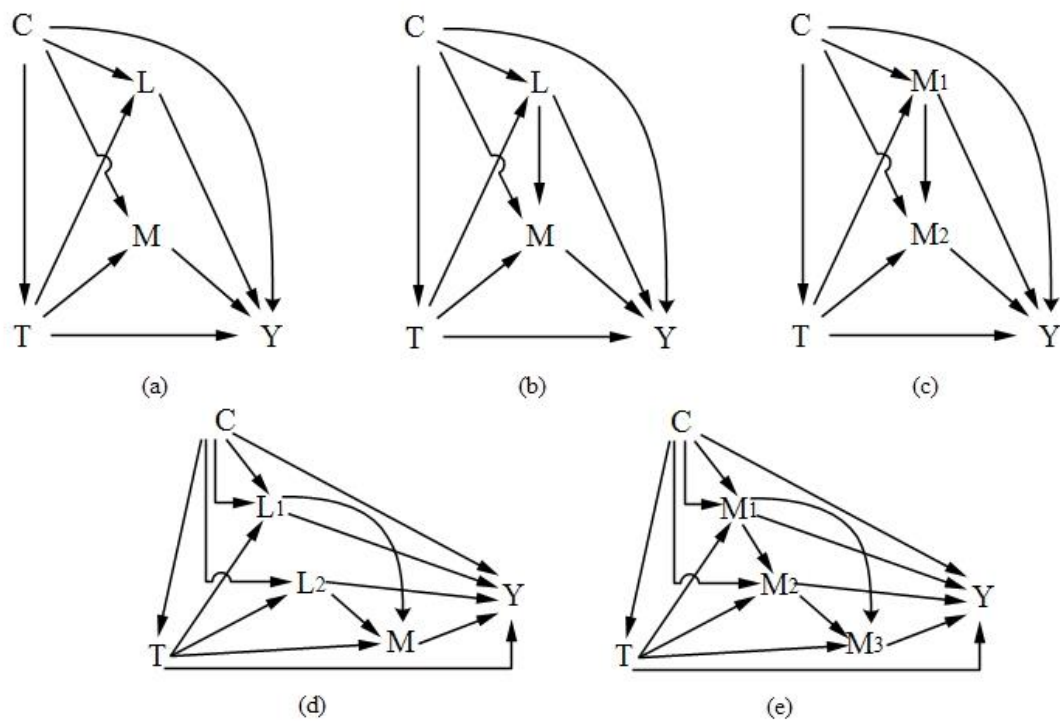 C C C
L L M1
M M M2
T Y T Y T Y
(a) (b) (c)
C C
L1 M1
L2 Y M2 Y
T M T M3
(d) (e)